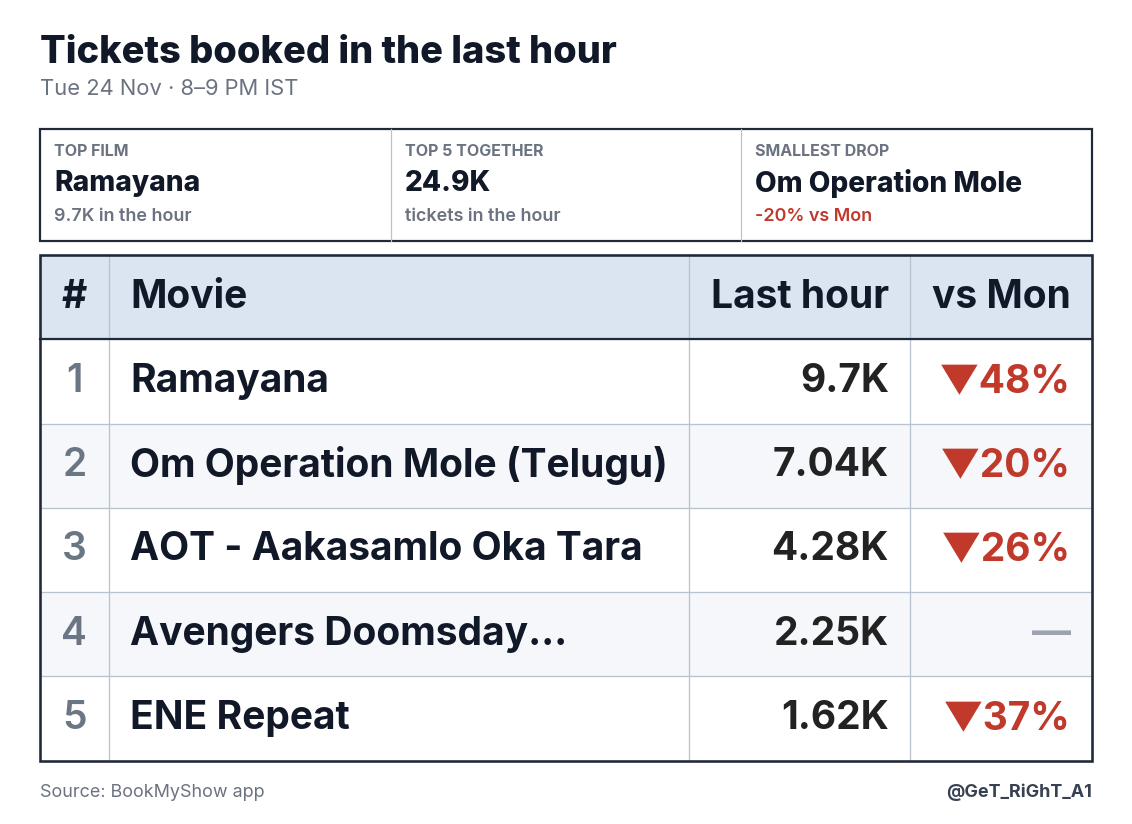 Tickets booked in the last hour
Tue 24 Nov · 8–9 PM IST
TOP FILM
Ramayana
9.7K in the hour
TOP 5 TOGETHER
24.9K
tickets in the hour
SMALLEST DROP
Om Operation Mole
-20% vs Mon
# Movie Last hour vs Mon
1 Ramayana 9.7K ▼48%
2 Om Operation Mole (Telugu) 7.04K ▼20%
3 AOT - Aakasamlo Oka Tara 4.28K ▼26%
4 Avengers Doomsday... 2.25K —
5 ENE Repeat 1.62K ▼37%
Source: BookMyShow app
@GeT_RiGhT_A1